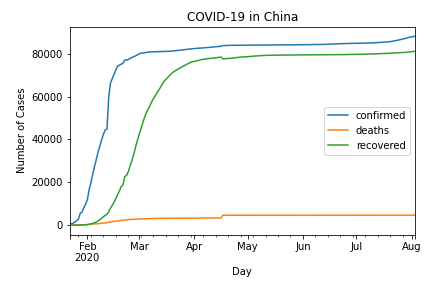 COVID-19 in China
Number of Cases
80000
60000
40000
20000
0
confirmed
deaths
recovered
Feb
2020
Mar
Apr
May
Jun
Jul
Aug
Day